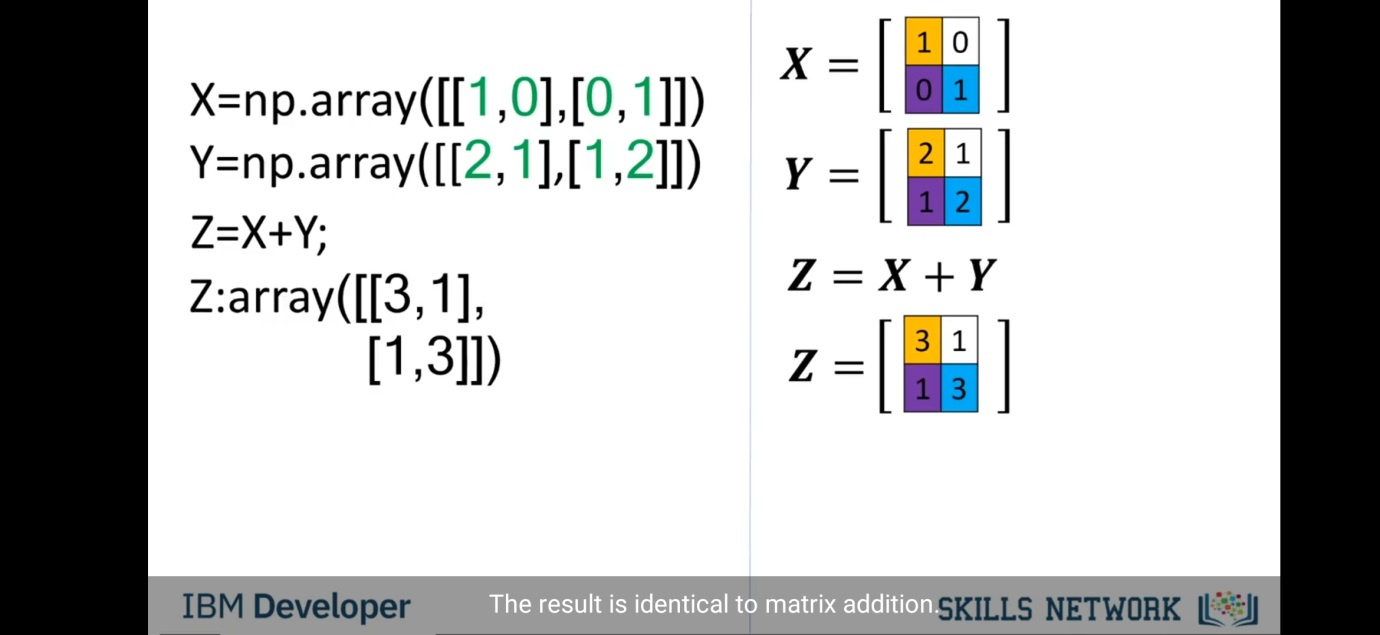 X=np.array([[1,0],[0,1]])
Y=np.array([[2,1],[1,2]])
Z=X+Y;
Z:array([[3,1],
[1,3]])
X = [ 1 0
0 1 ]
Y = [ 2 1
1 2 ]
Z = X + Y
Z = [ 3 1
1 3 ]
IBM Developer
The result is identical to matrix addition.
SKILLS NETWORK